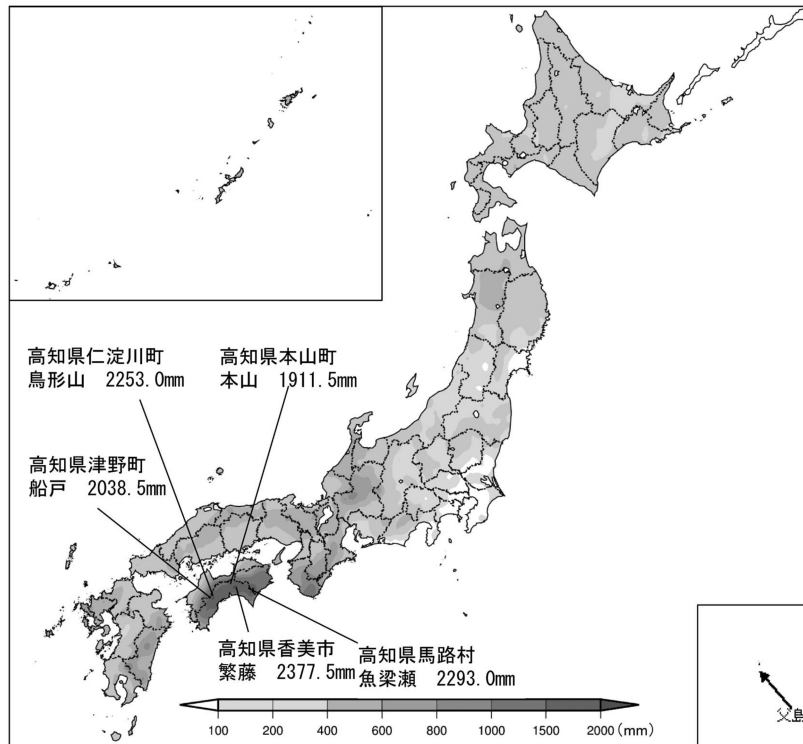 高知県仁淀川町
鳥形山 2253.0mm
高知県本山町
本山 1911.5mm
高知県津野町
船戸 2038.5mm
高知県香美市
繁藤 2377.5mm
高知県馬路村
魚梁瀬 2293.0mm
100 200 400 600 800 1000 1500 2000 (mm)
父島